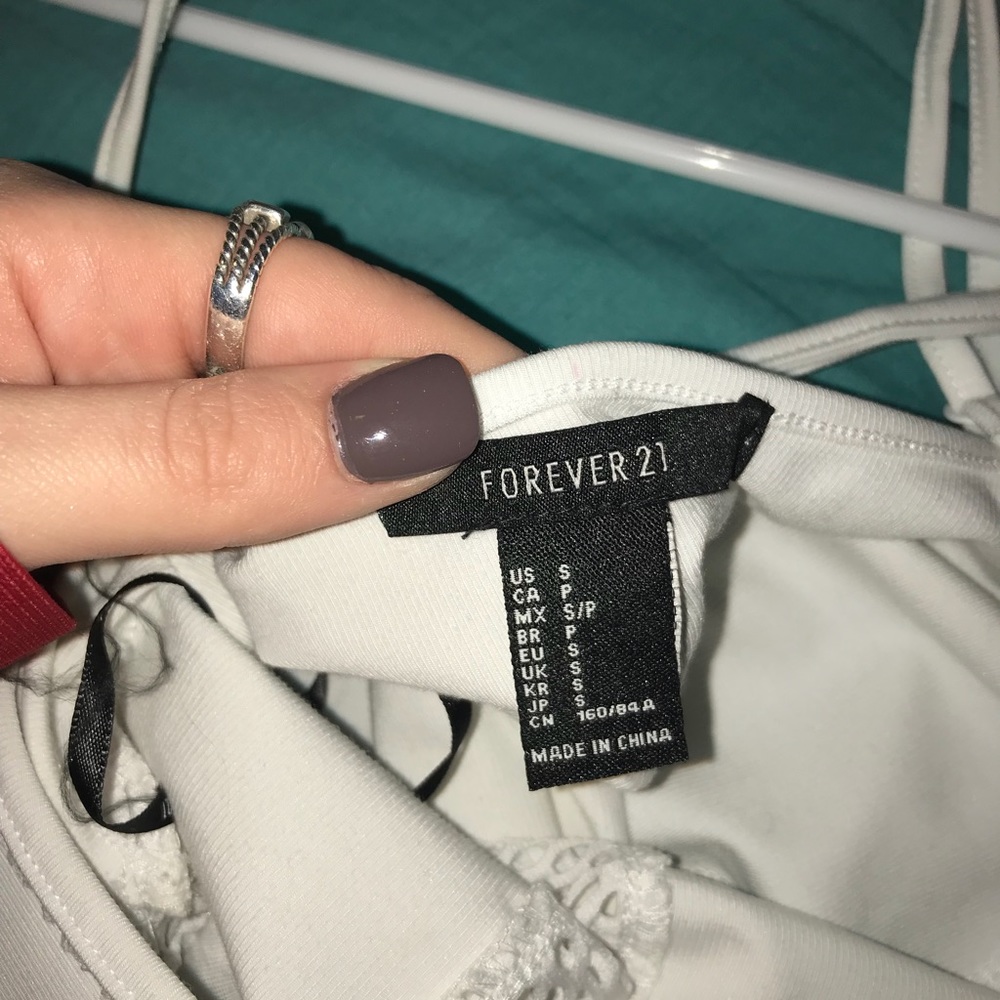 FOREVER 21
US S
CA P
MX S/P
BR P
EU S
UK S
KR S
JP S
CN 160/84A
MADE IN CHINA